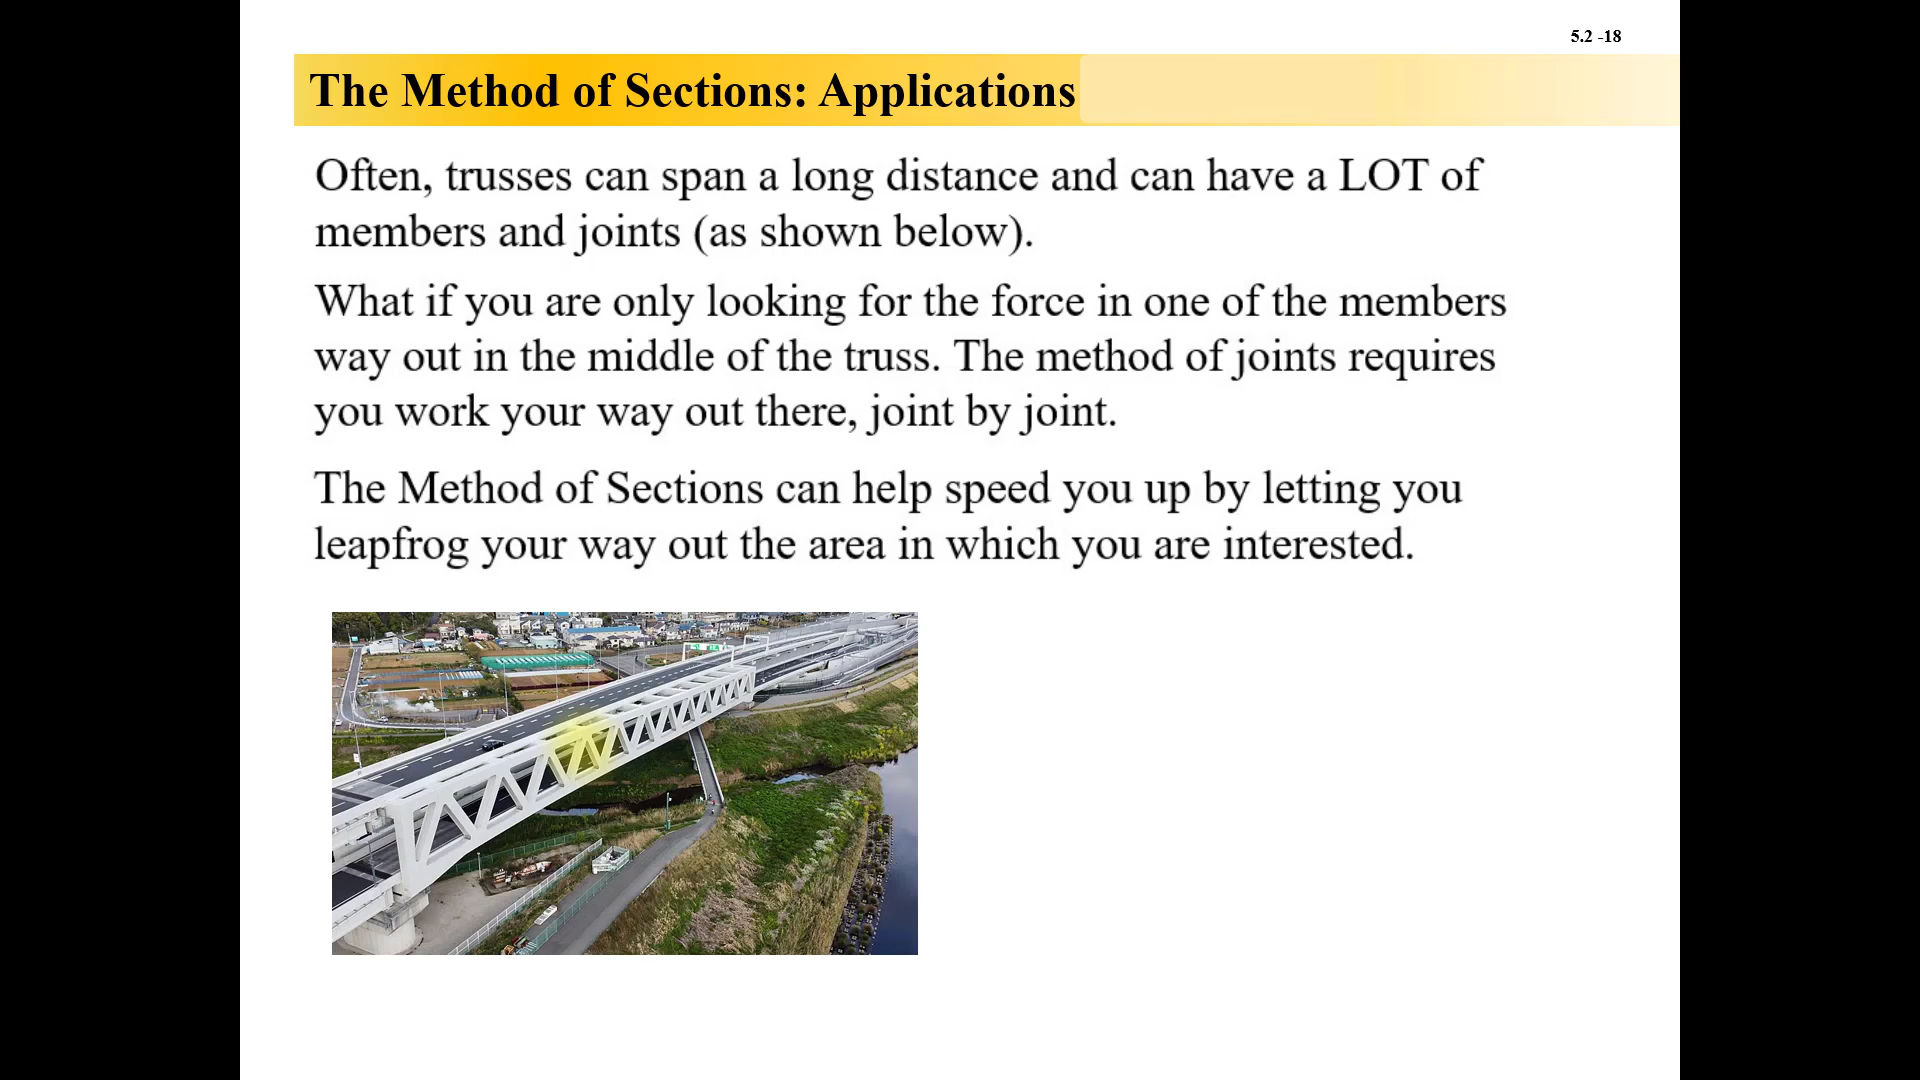 5.2 -18
The Method of Sections: Applications
Often, trusses can span a long distance and can have a LOT of
members and joints (as shown below).
What if you are only looking for the force in one of the members
way out in the middle of the truss. The method of joints requires
you work your way out there, joint by joint.
The Method of Sections can help speed you up by letting you
leapfrog your way out the area in which you are interested.